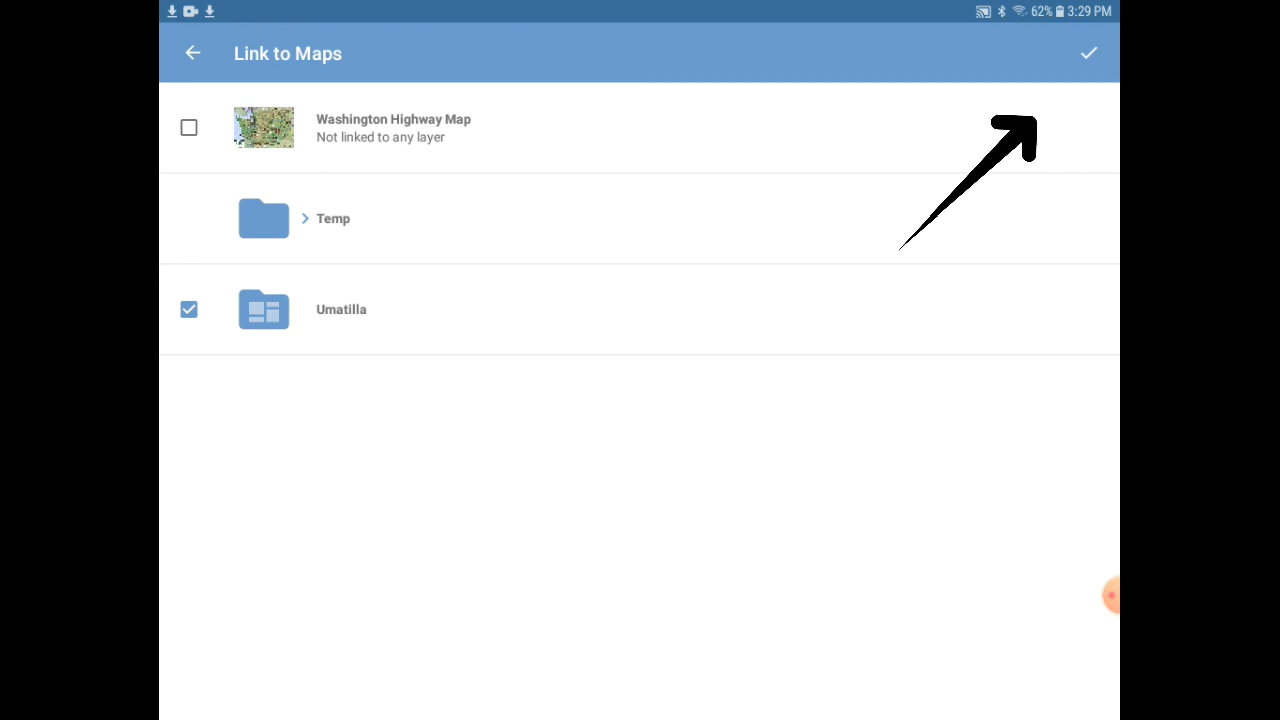 62% 3:29 PM
Link to Maps
Washington Highway Map
Not linked to any layer
Temp
Umatilla